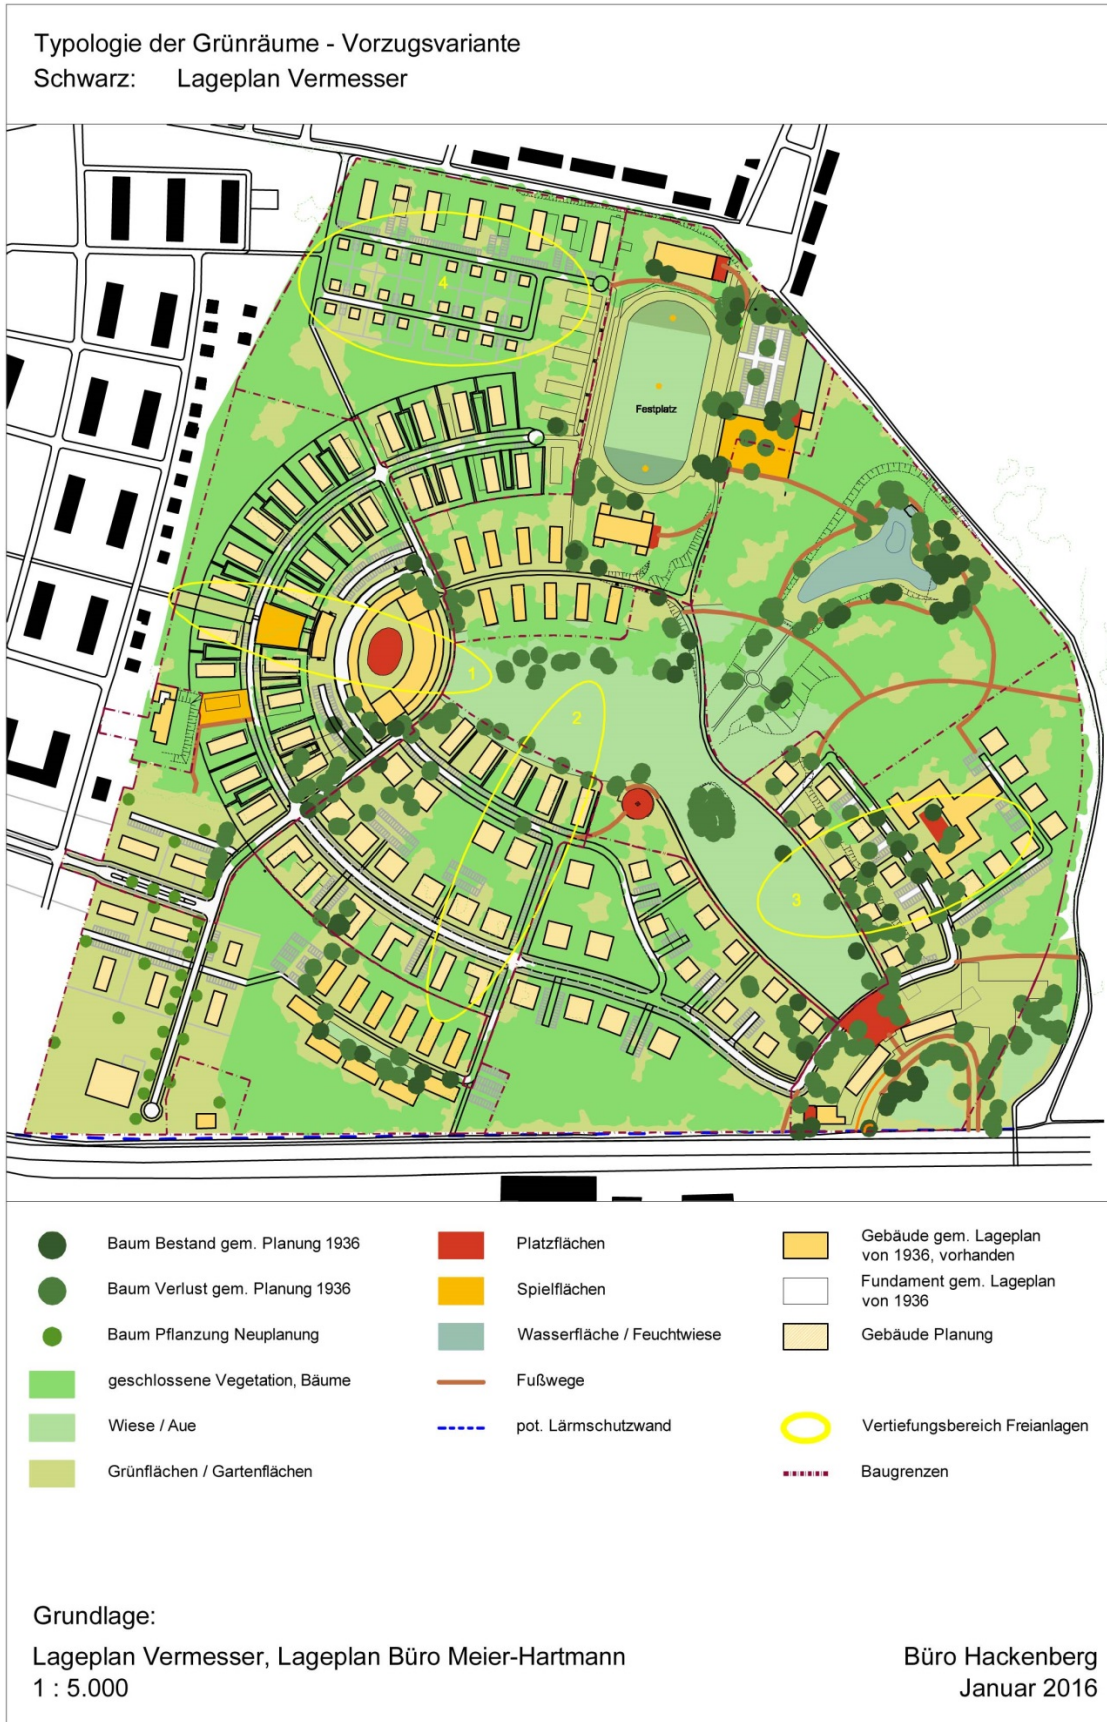 Typologie der Grünräume - Vorzugsvariante
Schwarz: Lageplan Vermesser
4
Festplatz
1
2
3
Baum Bestand gem. Planung 1936
Baum Verlust gem. Planung 1936
Baum Pflanzung Neuplanung
geschlossene Vegetation, Bäume
Wiese / Aue
Grünflächen / Gartenflächen
Platzflächen
Spielflächen
Wasserfläche / Feuchtwiese
Fußwege
pot. Lärmschutzwand
Gebäude gem. Lageplan
von 1936, vorhanden
Fundament gem. Lageplan
von 1936
Gebäude Planung
Vertiefungsbereich Freianlagen
Baugrenzen
Grundlage:
Lageplan Vermesser, Lageplan Büro Meier-Hartmann
1 : 5.000
Büro Hackenberg
Januar 2016